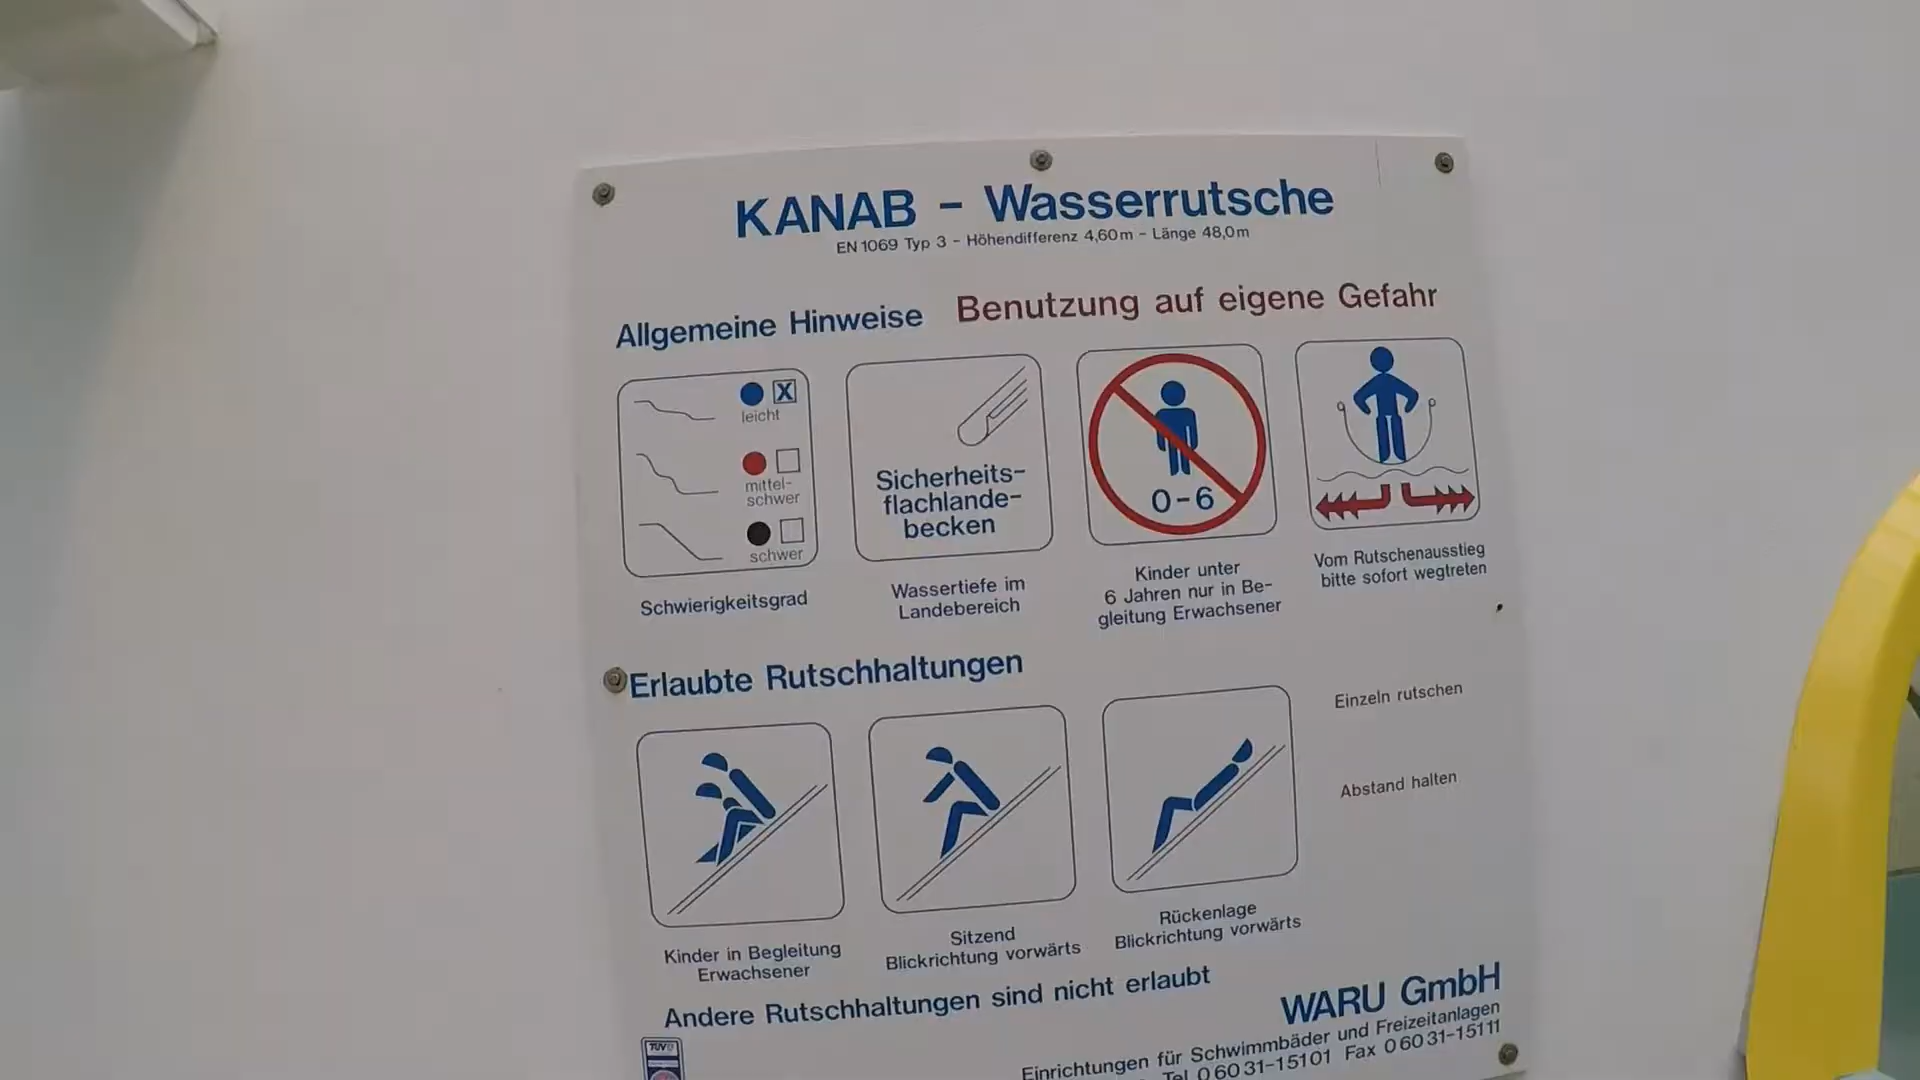 KANAB - Wasserrutsche
EN 1069 Typ 3 - Höhendifferenz 4,60m - Länge 48,0m
Allgemeine Hinweise
Benutzung auf eigene Gefahr
X
leicht
mittel-
schwer
schwer
Schwierigkeitsgrad
Sicherheits-
flachlande-
becken
Wassertiefe im
Landebereich
0-6
Kinder unter
6 Jahren nur in Be-
gleitung Erwachsener
Vom Rutschenausstieg
bitte sofort wegtreten
Erlaubte Rutschhaltungen
Kinder in Begleitung
Erwachsener
Sitzend
Blickrichtung vorwärts
Rückenlage
Blickrichtung vorwärts
Einzeln rutschen
Abstand halten
Andere Rutschhaltungen sind nicht erlaubt
TÜV
WARU GmbH
Einrichtungen für Schwimmbäder und Freizeitanlagen
Tel 0 60 31-15101 Fax 0 60 31-15111